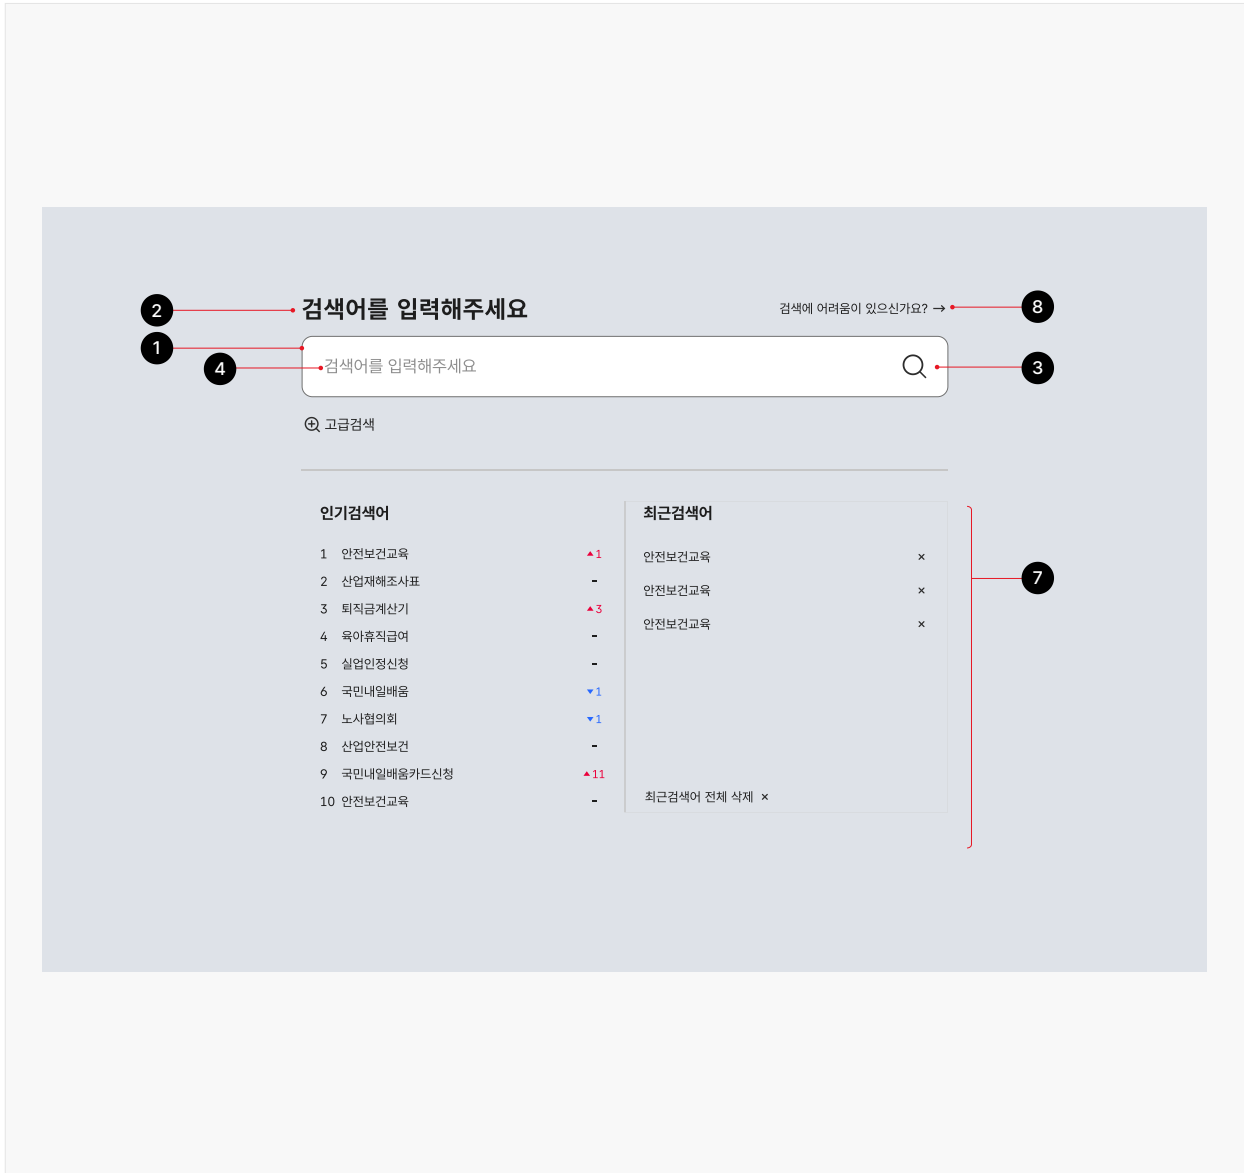 2
검색어를 입력해주세요
검색에 어려움이 있으신가요? →
8
1
4
검색어를 입력해주세요
3
고급검색
인기검색어
1 안전보건교육 ▲1
2 산업재해조사표 -
3 퇴직금계산기 ▲3
4 육아휴직급여 -
5 실업인정신청 -
6 국민내일배움 ▼1
7 노사협의회 ▼1
8 산업안전보건 -
9 국민내일배움카드신청 ▲11
10 안전보건교육 -
최근검색어
안전보건교육 ×
안전보건교육 ×
안전보건교육 ×
최근검색어 전체 삭제 ×
7